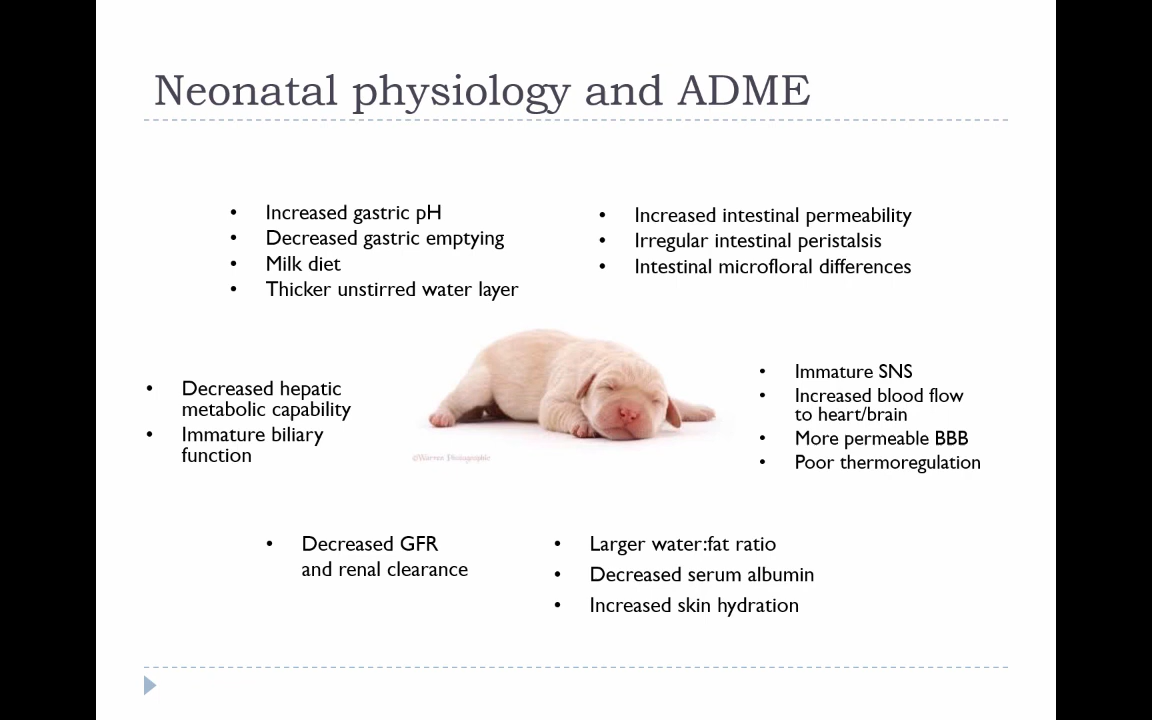 Neonatal physiology and ADME
• Increased gastric pH
• Decreased gastric emptying
• Milk diet
• Thicker unstirred water layer
• Increased intestinal permeability
• Irregular intestinal peristalsis
• Intestinal microfloral differences
• Decreased hepatic
metabolic capability
• Immature biliary
function
• Immature SNS
• Increased blood flow
to heart/brain
• More permeable BBB
• Poor thermoregulation
©Warren Photographic
• Decreased GFR
and renal clearance
• Larger water:fat ratio
• Decreased serum albumin
• Increased skin hydration